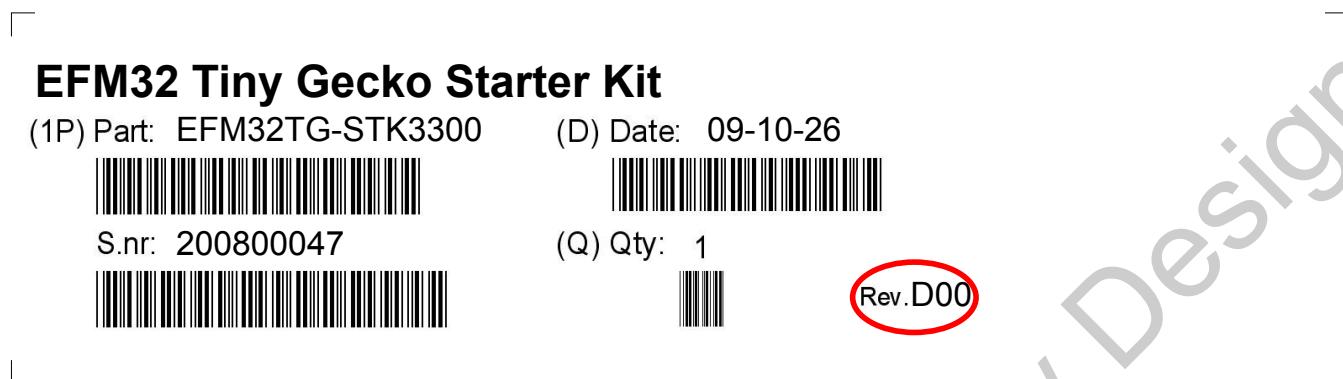 EFM32 Tiny Gecko Starter Kit
(1P) Part: EFM32TG-STK3300 (D) Date: 09-10-26
S.nr: 200800047 (Q) Qty: 1
Rev.D00
Design